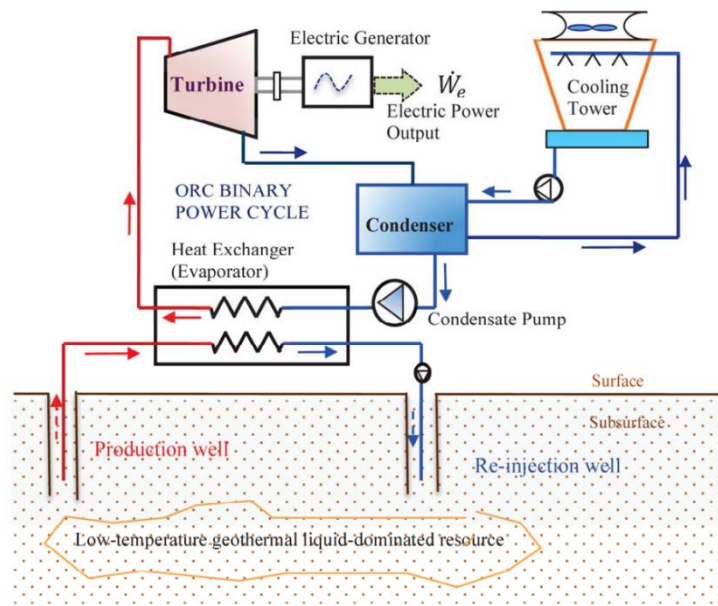 Electric Generator
Turbine
Ẇₑ
Electric Power
Output
Cooling
Tower
ORC BINARY
POWER CYCLE
Condenser
Heat Exchanger
(Evaporator)
Condensate Pump
Surface
Subsurface
Production well
Re-injection well
Low-temperature geothermal liquid-dominated resource